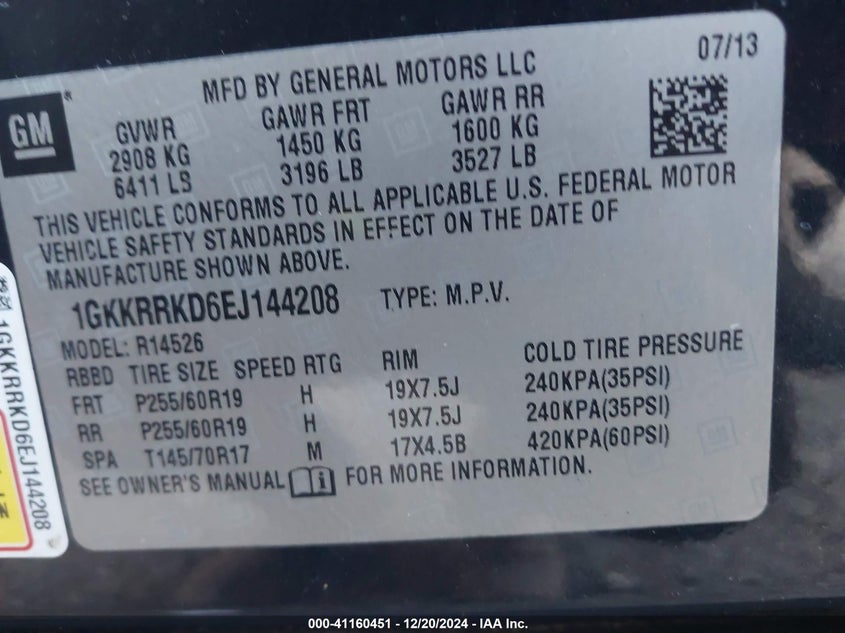 07/13
MFD BY GENERAL MOTORS LLC
GM
GVWR GAWR FRT GAWR RR
2908 KG 1450 KG 1600 KG
6411 LS 3196 LB 3527 LB
THIS VEHICLE CONFORMS TO ALL APPLICABLE U.S. FEDERAL MOTOR
VEHICLE SAFETY STANDARDS IN EFFECT ON THE DATE OF
MANUFACTURE SHOWN ABOVE.
1GKKRRKD6EJ144208 TYPE: M.P.V.
MODEL: R14526
RBBD TIRE SIZE SPEED RTG RIM COLD TIRE PRESSURE
FRT P255/60R19 H 19X7.5J 240KPA(35PSI)
RR P255/60R19 H 19X7.5J 240KPA(35PSI)
SPA T145/70R17 M 17X4.5B 420KPA(60PSI)
SEE OWNER'S MANUAL FOR MORE INFORMATION.
1GKKRRKD6EJ144208
000-41160451 - 12/20/2024 - IAA Inc.